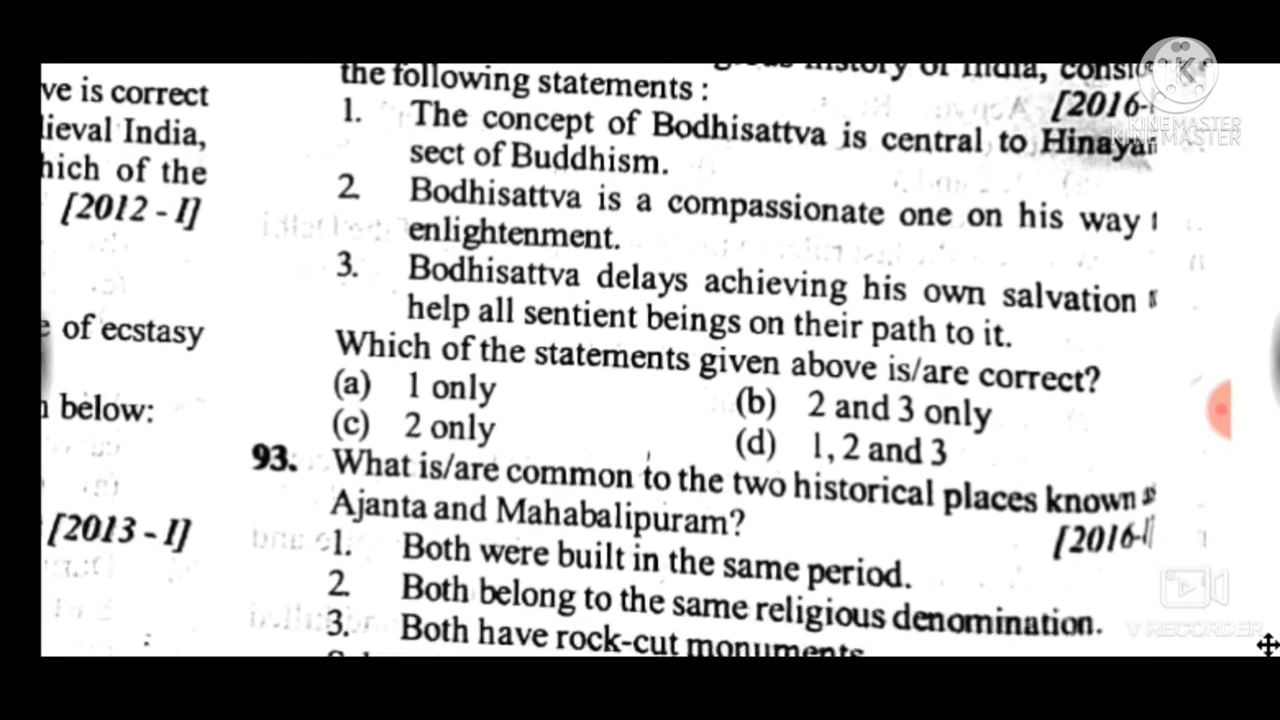 ve is correct
lieval India,
hich of the
[2012 - I]
e of ecstasy
n below:
[2013 - I]
history of India,
the following statements :
[2016-
1. The concept of Bodhisattva is central to Hinayan
sect of Buddhism.
2. Bodhisattva is a compassionate one on his way
enlightenment.
3. Bodhisattva delays achieving his own salvation
help all sentient beings on their path to it.
Which of the statements given above is/are correct?
(a) 1 only (b) 2 and 3 only
(c) 2 only (d) 1, 2 and 3
93. What is/are common to the two historical places known
Ajanta and Mahabalipuram?
[2016-I
1. Both were built in the same period.
2. Both belong to the same religious denomination.
3. Both have rock-cut monuments
K
KINEMASTER
KINEMASTER
V RECORDER